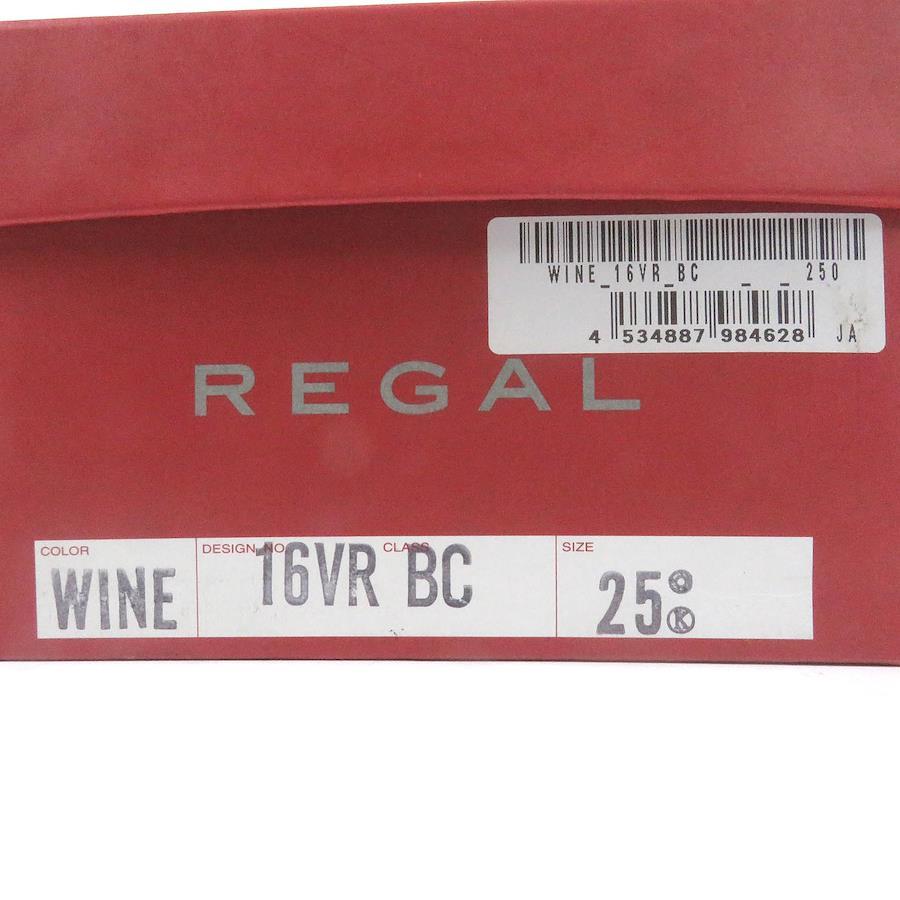 WINE_16VR_BC _ _ 250
4 534887 984628 JA
REGAL
COLOR DESIGN NO. CLASS SIZE
WINE 16VR BC 25 K